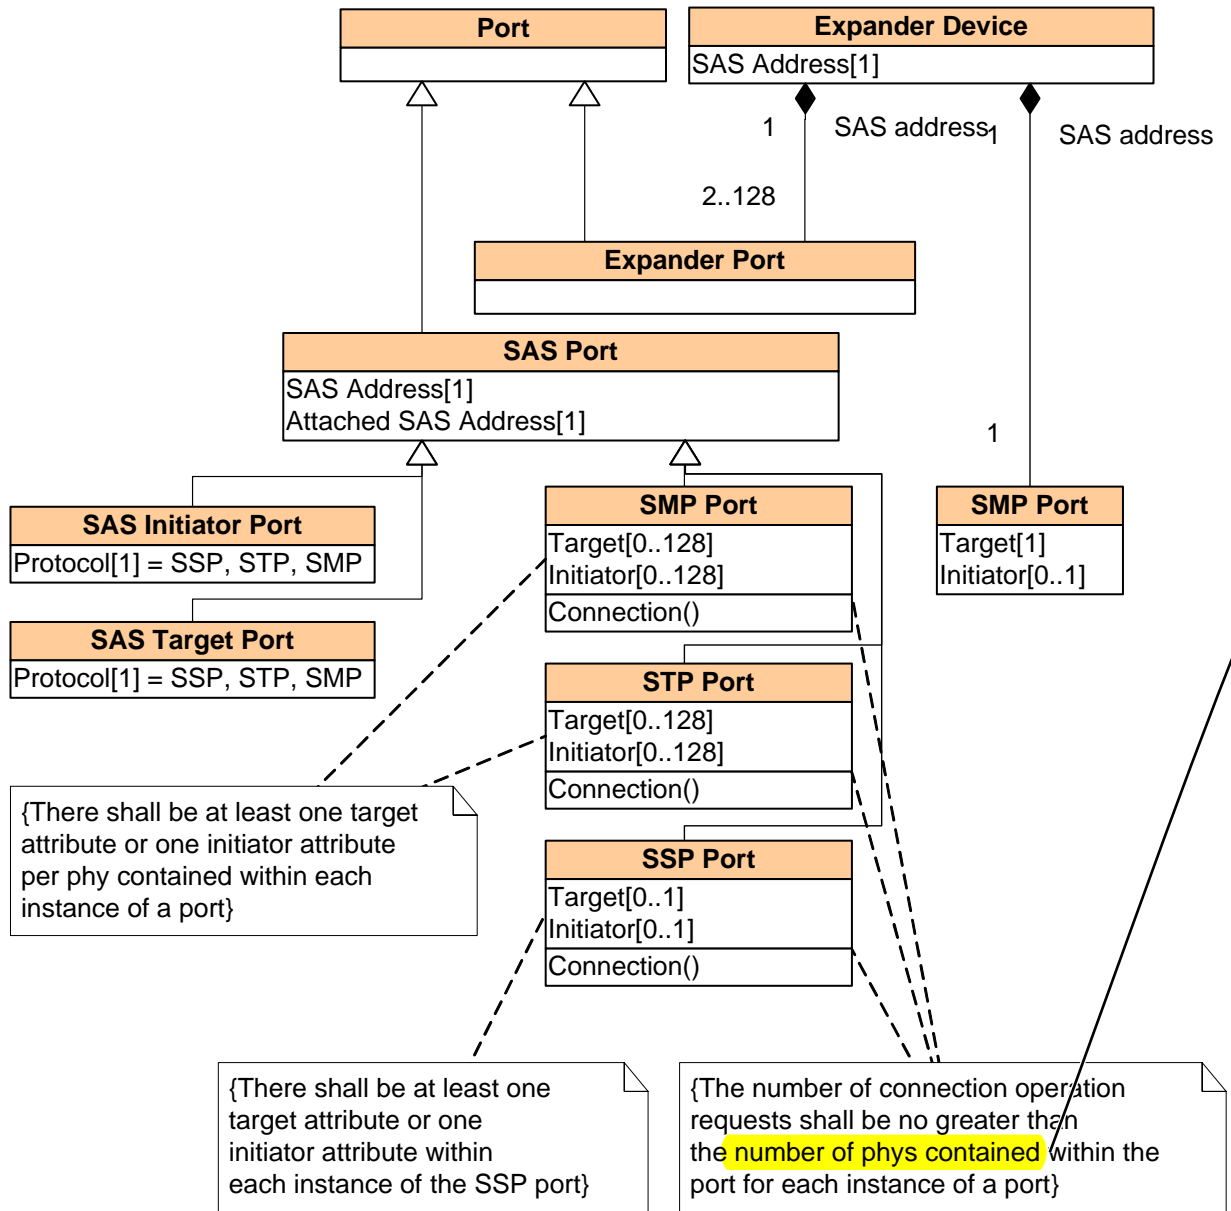 Port
Expander Device
SAS Address[1]
1
SAS address
1
SAS address
2..128
Expander Port
SAS Port
SAS Address[1]
Attached SAS Address[1]
1
SAS Initiator Port
Protocol[1] = SSP, STP, SMP
SMP Port
Target[0..128]
Initiator[0..128]
Connection()
SMP Port
Target[1]
Initiator[0..1]
SAS Target Port
Protocol[1] = SSP, STP, SMP
STP Port
Target[0..128]
Initiator[0..128]
Connection()
{There shall be at least one target
attribute or one initiator attribute
per phy contained within each
instance of a port}
SSP Port
Target[0..1]
Initiator[0..1]
Connection()
{There shall be at least one
target attribute or one
initiator attribute within
each instance of the SSP port}
{The number of connection operation
requests shall be no greater than
the number of phys contained within the
port for each instance of a port}